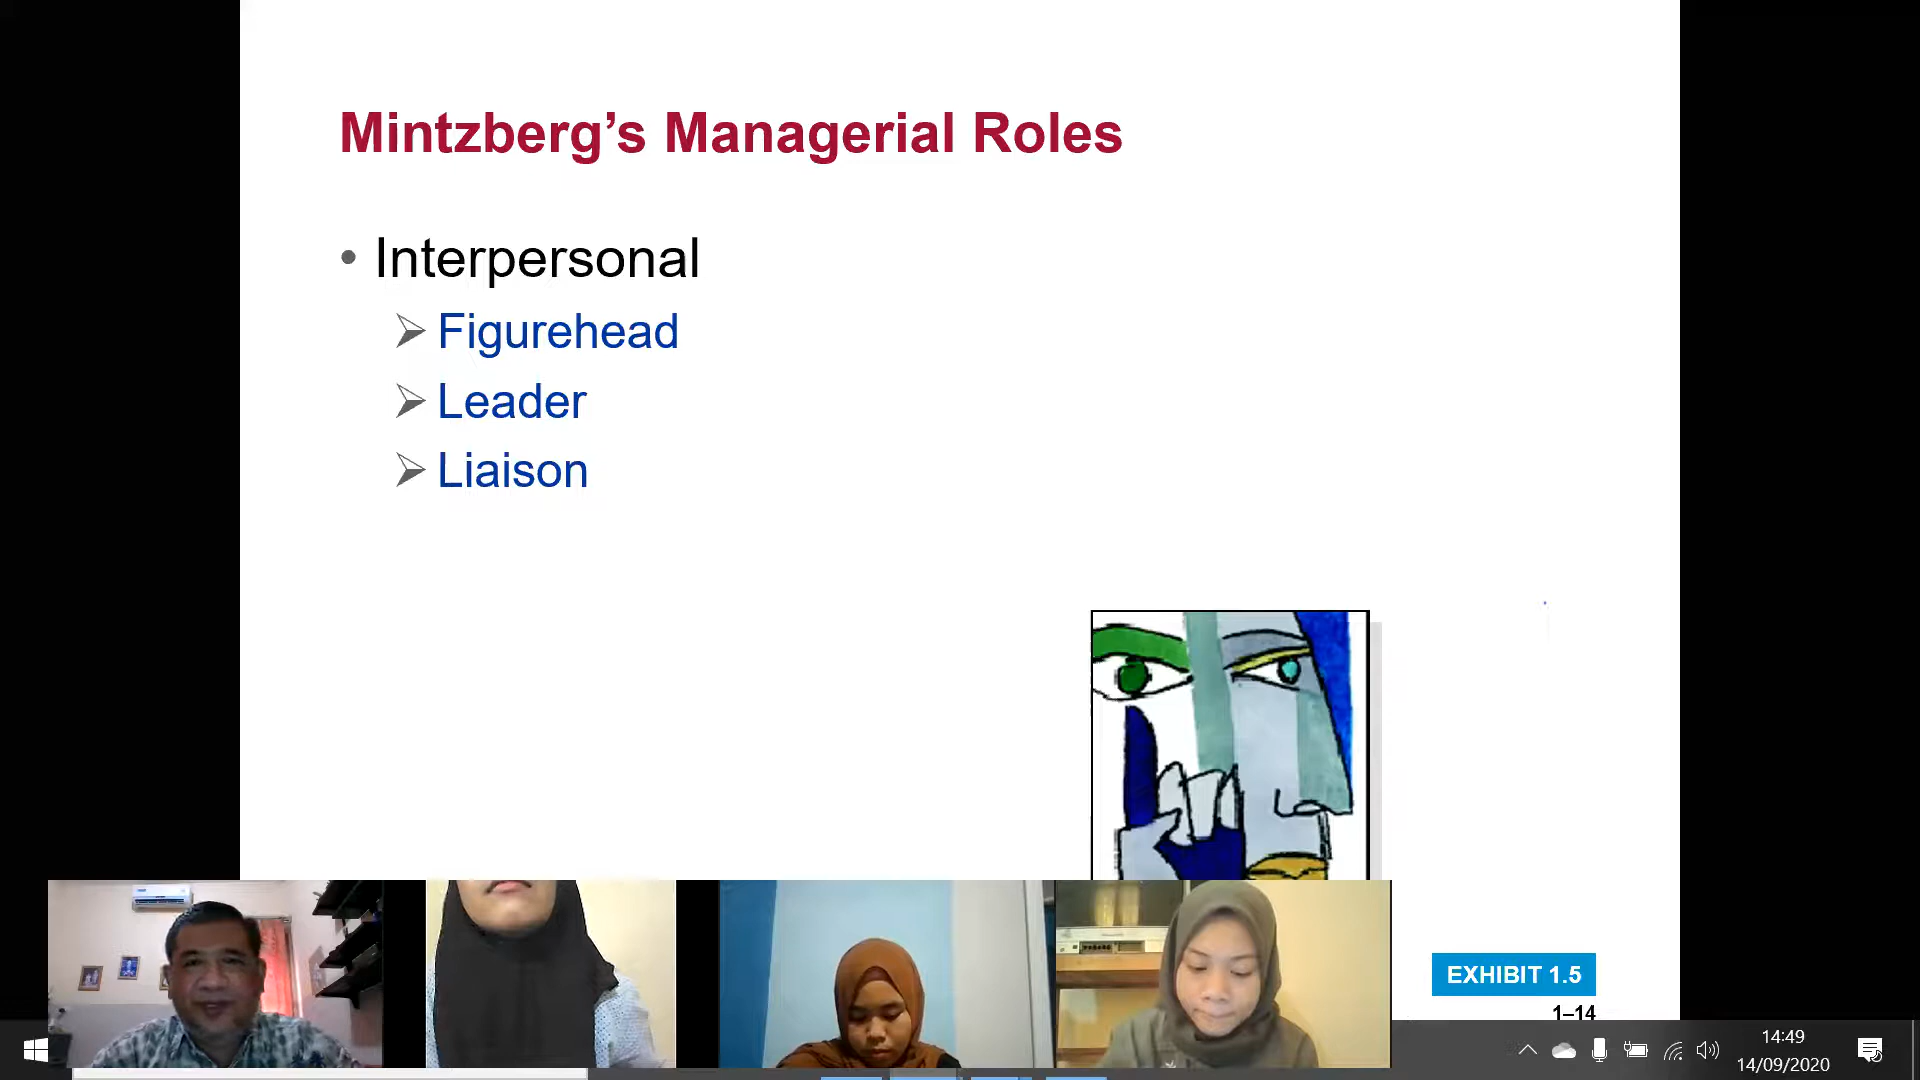 Mintzberg’s Managerial Roles
• Interpersonal
➢ Figurehead
➢ Leader
➢ Liaison
EXHIBIT 1.5
1–14
14:49
14/09/2020